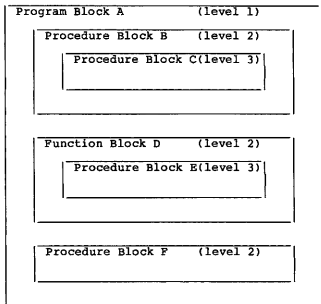 Program Block A (level 1)
Procedure Block B (level 2)
Procedure Block C(level 3)
Function Block D (level 2)
Procedure Block E(level 3)
Procedure Block F (level 2)